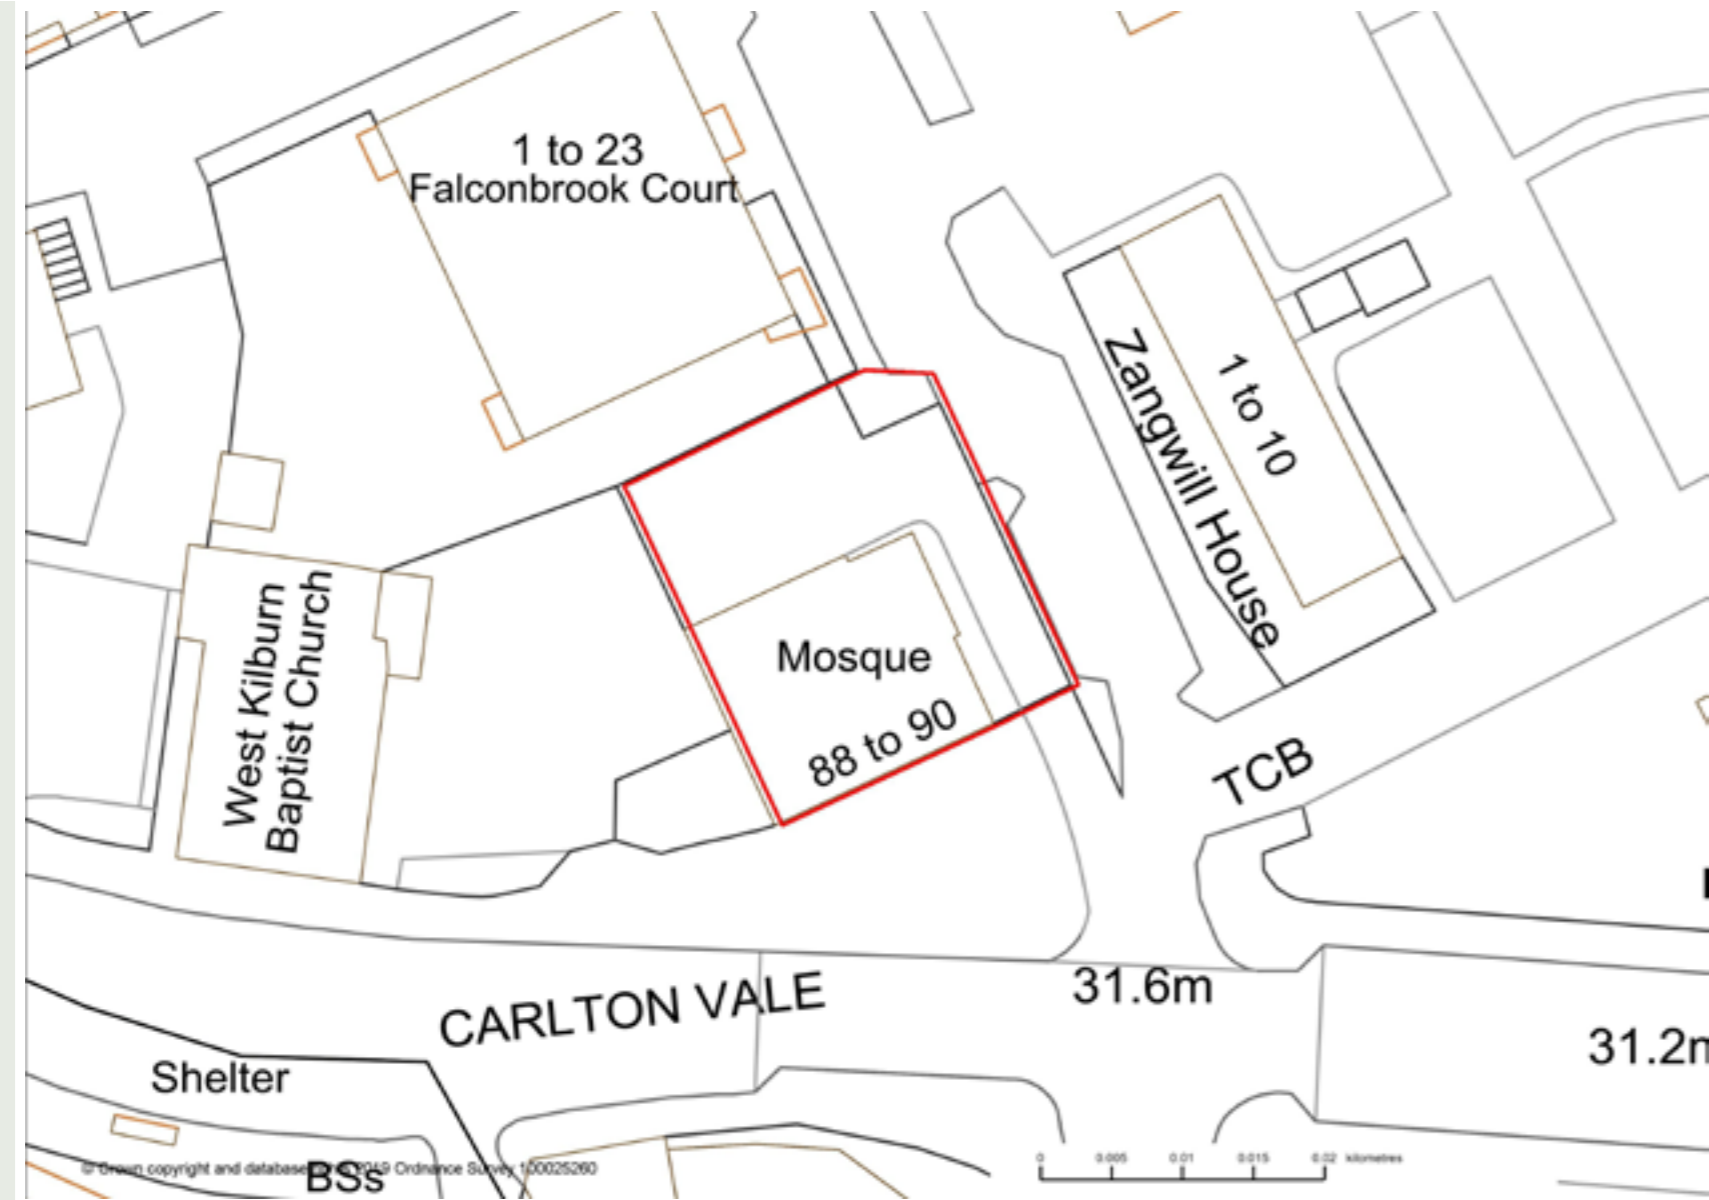 1 to 23
Falconbrook Court
Zangwill House
1 to 10
West Kilburn
Baptist Church
Mosque
88 to 90
TCB
CARLTON VALE
31.6m
31.2m
Shelter
BSs
© Crown copyright and database 2019 Ordnance Survey 100025260
0 0.005 0.01 0.015 0.02 kilometres